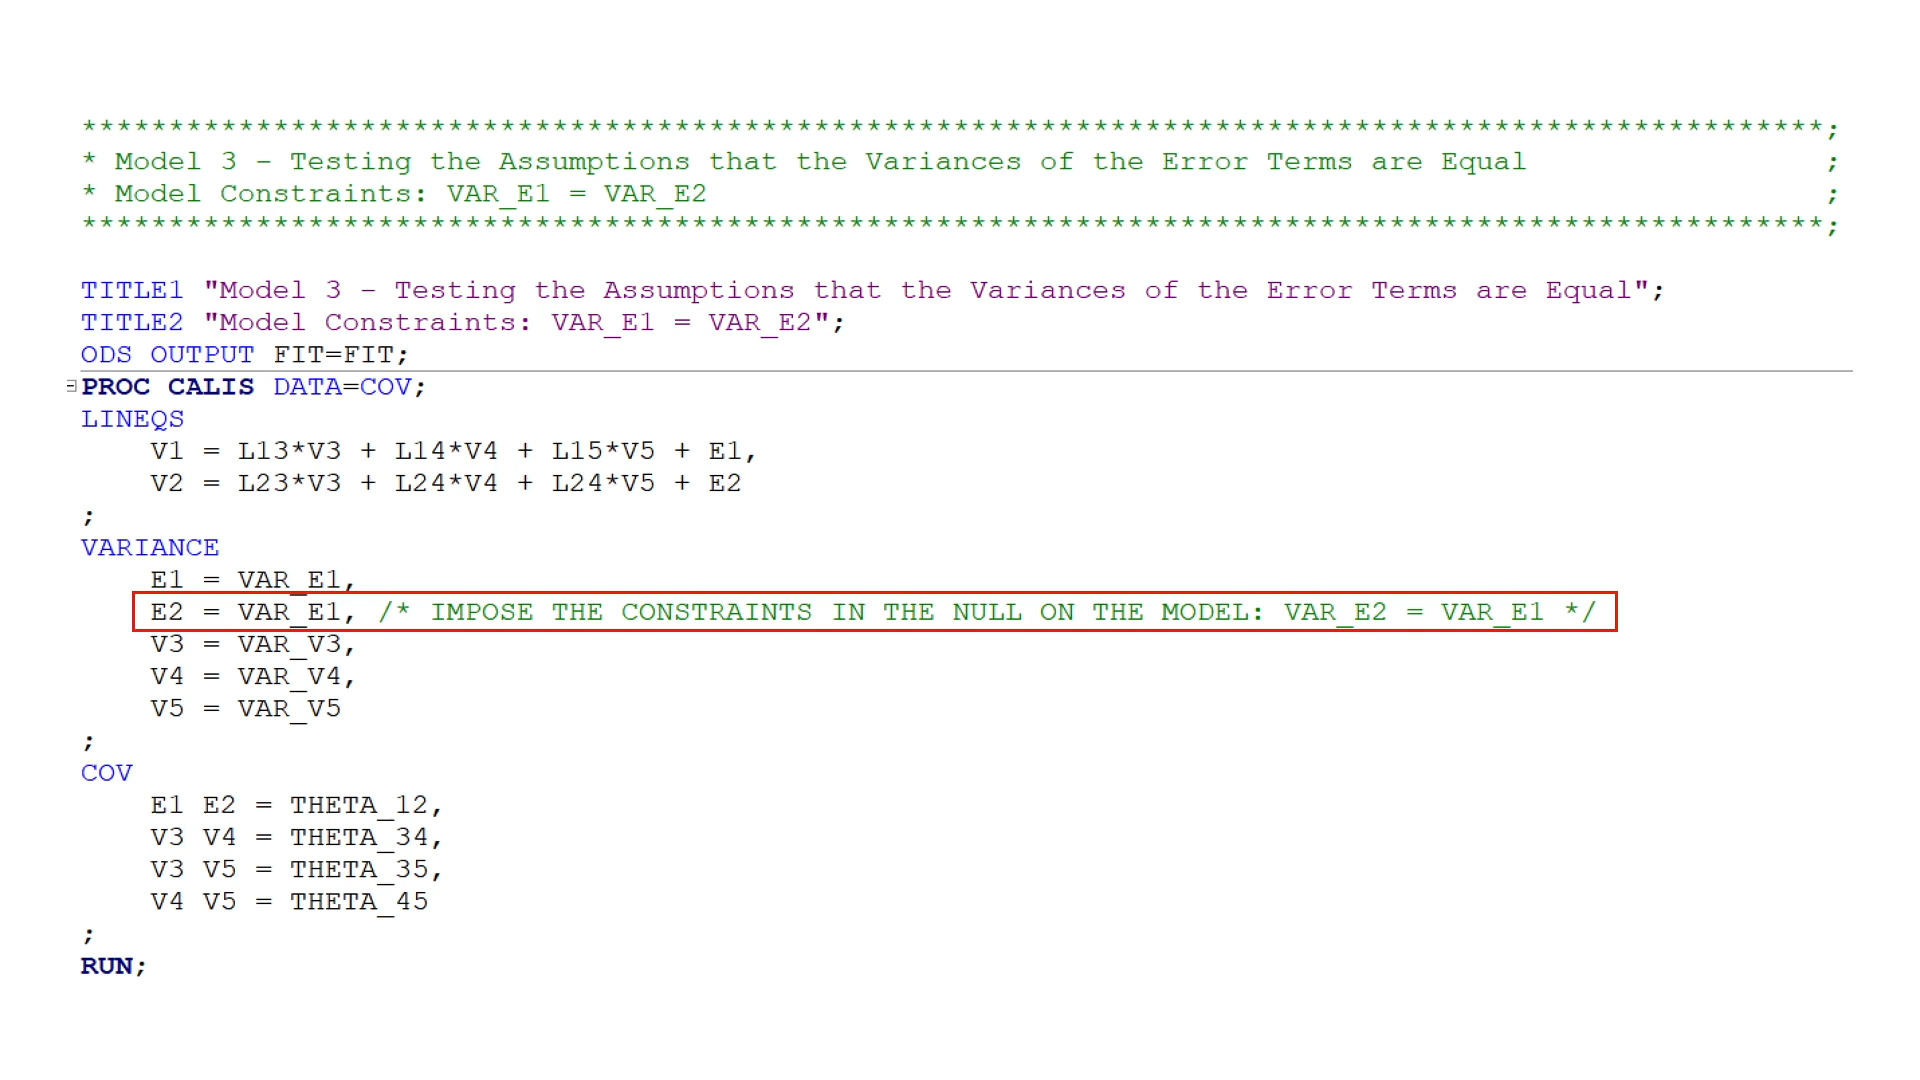 ****************************************************************************************************;
* Model 3 – Testing the Assumptions that the Variances of the Error Terms are Equal ;
* Model Constraints: VAR_E1 = VAR_E2 ;
****************************************************************************************************;
TITLE1 "Model 3 – Testing the Assumptions that the Variances of the Error Terms are Equal";
TITLE2 "Model Constraints: VAR_E1 = VAR_E2";
ODS OUTPUT FIT=FIT;
PROC CALIS DATA=COV;
LINEQS
V1 = L13*V3 + L14*V4 + L15*V5 + E1,
V2 = L23*V3 + L24*V4 + L24*V5 + E2
;
VARIANCE
E1 = VAR_E1,
E2 = VAR_E1, /* IMPOSE THE CONSTRAINTS IN THE NULL ON THE MODEL: VAR_E2 = VAR_E1 */
V3 = VAR_V3,
V4 = VAR_V4,
V5 = VAR_V5
;
COV
E1 E2 = THETA_12,
V3 V4 = THETA_34,
V3 V5 = THETA_35,
V4 V5 = THETA_45
;
RUN;